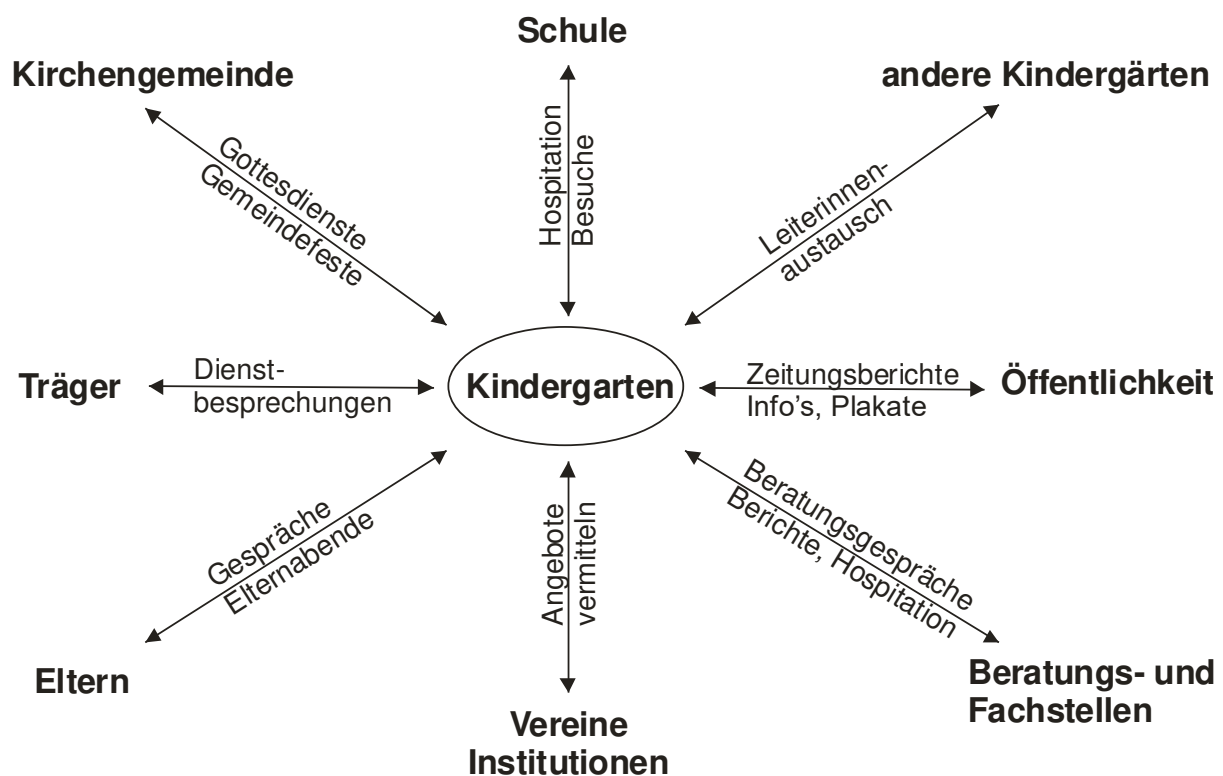 Schule
Kirchengemeinde
andere Kindergärten
Gottesdienste
Gemeindefeste
Hospitation
Besuche
Leiterinnen-
austausch
Träger
Dienst-
besprechungen
Kindergarten
Zeitungsberichte
Info’s, Plakate
Öffentlichkeit
Gespräche
Elternabende
Angebote
vermitteln
Beratungsgespräche
Berichte, Hospitation
Eltern
Vereine
Institutionen
Beratungs- und
Fachstellen